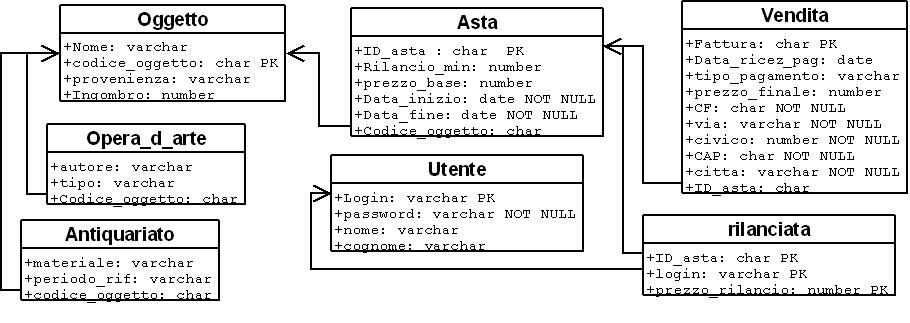 Oggetto
+Nome: varchar
+codice_oggetto: char PK
+provenienza: varchar
+Ingombro: number
Asta
+ID_asta : char  PK
+Rilancio_min: number
+prezzo_base: number
+Data_inizio: date NOT NULL
+Data_fine: date NOT NULL
+Codice_oggetto: char
Vendita
+Fattura: char PK
+Data_ricez_pag: date
+tipo_pagamento: varchar
+prezzo_finale: number
+CF: char NOT NULL
+via: varchar NOT NULL
+civico: number NOT NULL
+CAP: char NOT NULL
+citta: varchar NOT NULL
+ID_asta: char
Opera_d_arte
+autore: varchar
+tipo: varchar
+Codice_oggetto: char
Utente
+Login: varchar PK
+password: varchar NOT NULL
+nome: varchar
+cognome: varchar
Antiquariato
+materiale: varchar
+periodo_rif: varchar
+codice_oggetto: char
rilanciata
+ID_asta: char PK
+login: varchar PK
+prezzo_rilancio: number PK